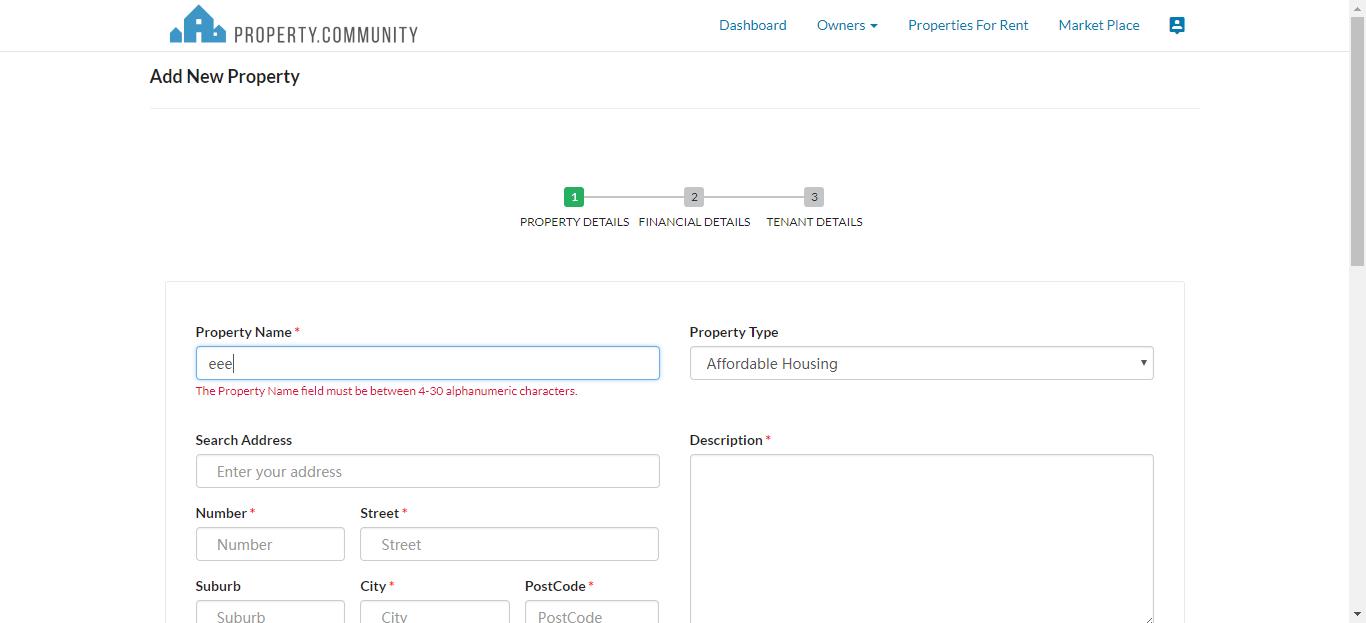 PROPERTY.COMMUNITY
Dashboard Owners Properties For Rent Market Place
Add New Property
1 2 3
PROPERTY DETAILS FINANCIAL DETAILS TENANT DETAILS
Property Name * Property Type
eee Affordable Housing
The Property Name field must be between 4-30 alphanumeric characters.
Search Address Description *
Enter your address
Number * Street *
Number Street
Suburb City * PostCode *
Suburb City PostCode